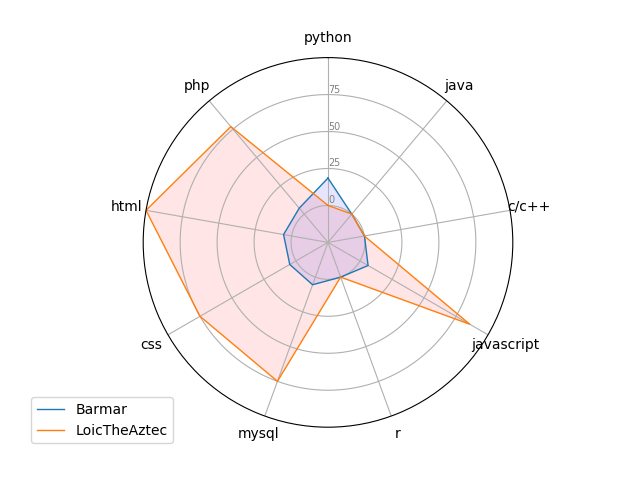 python
php
java
75
50
25
0
html
c/c++
css
javascript
mysql
r
Barmar
LoicTheAztec